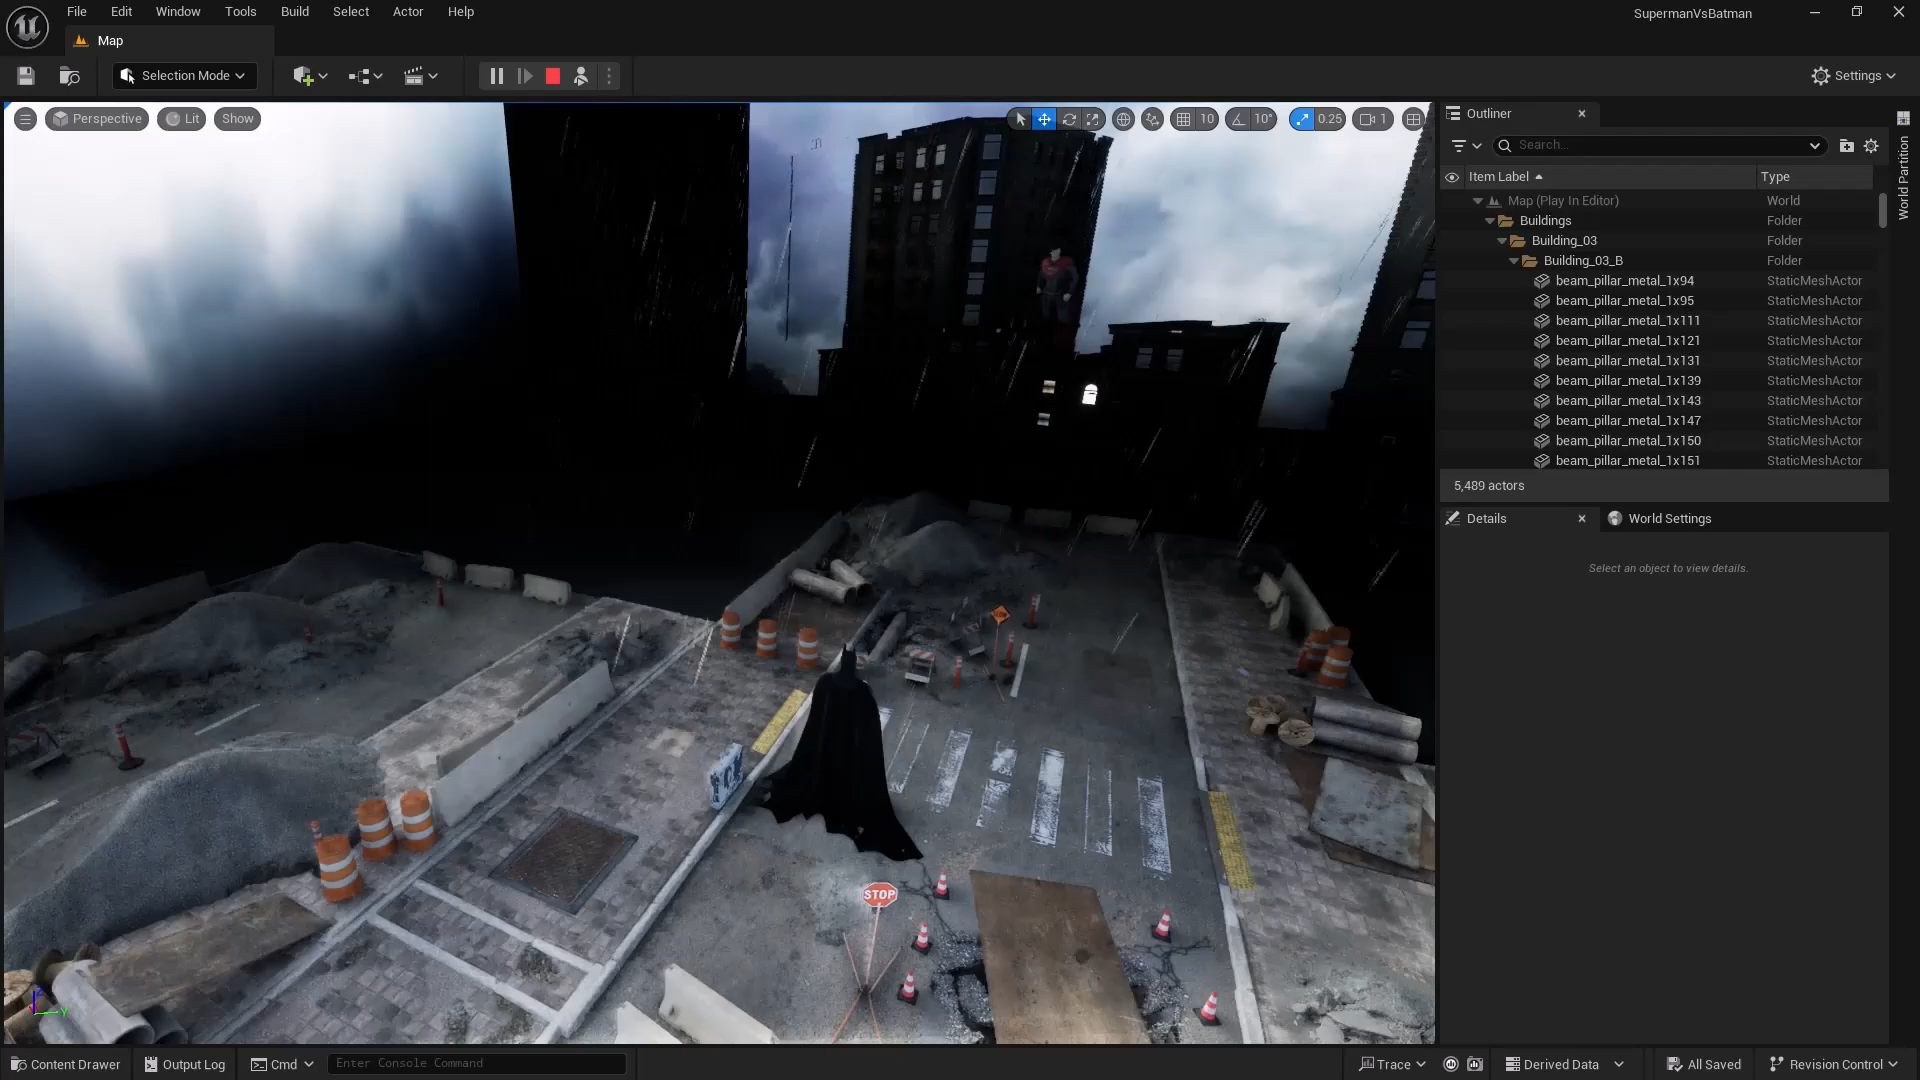 File Edit Window Tools Build Select Actor Help
SupermanVsBatman
Map
Selection Mode
Settings
Perspective Lit Show
10 10° 0.25 1
Outliner
Search...
World Partition
Item Label Type
Map (Play In Editor) World
Buildings Folder
Building_03 Folder
Building_03_B Folder
beam_pillar_metal_1x94 StaticMeshActor
beam_pillar_metal_1x95 StaticMeshActor
beam_pillar_metal_1x111 StaticMeshActor
beam_pillar_metal_1x121 StaticMeshActor
beam_pillar_metal_1x131 StaticMeshActor
beam_pillar_metal_1x139 StaticMeshActor
beam_pillar_metal_1x143 StaticMeshActor
beam_pillar_metal_1x147 StaticMeshActor
beam_pillar_metal_1x150 StaticMeshActor
beam_pillar_metal_1x151 StaticMeshActor
5,489 actors
Details World Settings
Select an object to view details.
STOP
Y
Content Drawer Output Log Cmd Enter Console Command
Trace Derived Data All Saved Revision Control